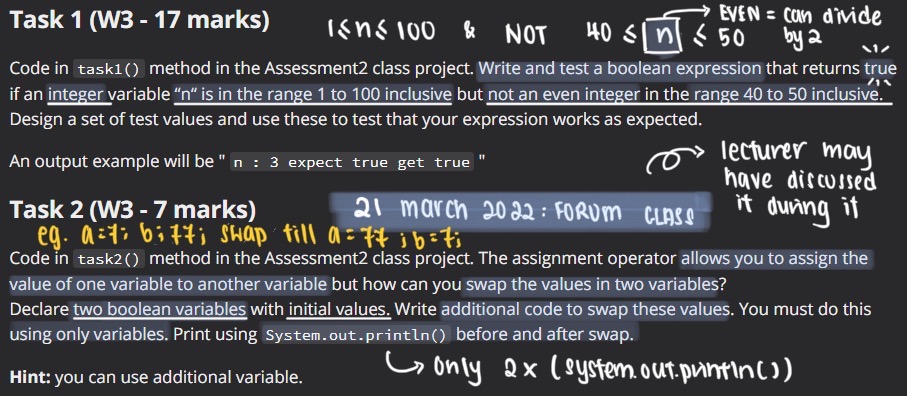 Task 1 (W3 - 17 marks)
1 ≤ n ≤ 100 & NOT 40 ≤ n ≤ 50
EVEN = can divide
by 2
Code in task1() method in the Assessment2 class project. Write and test a boolean expression that returns true
if an integer variable “n“ is in the range 1 to 100 inclusive but not an even integer in the range 40 to 50 inclusive.
Design a set of test values and use these to test that your expression works as expected.
An output example will be " n : 3 expect true get true "
lecturer may
have discussed
it during it
Task 2 (W3 - 7 marks)
21 march 2022 : FORUM CLASS
eg. a=7; b;77; swap till a = 77 ; b=7;
Code in task2() method in the Assessment2 class project. The assignment operator allows you to assign the
value of one variable to another variable but how can you swap the values in two variables?
Declare two boolean variables with initial values. Write additional code to swap these values. You must do this
using only variables. Print using System.out.println() before and after swap.
only 2x (system.out.println())
Hint: you can use additional variable.